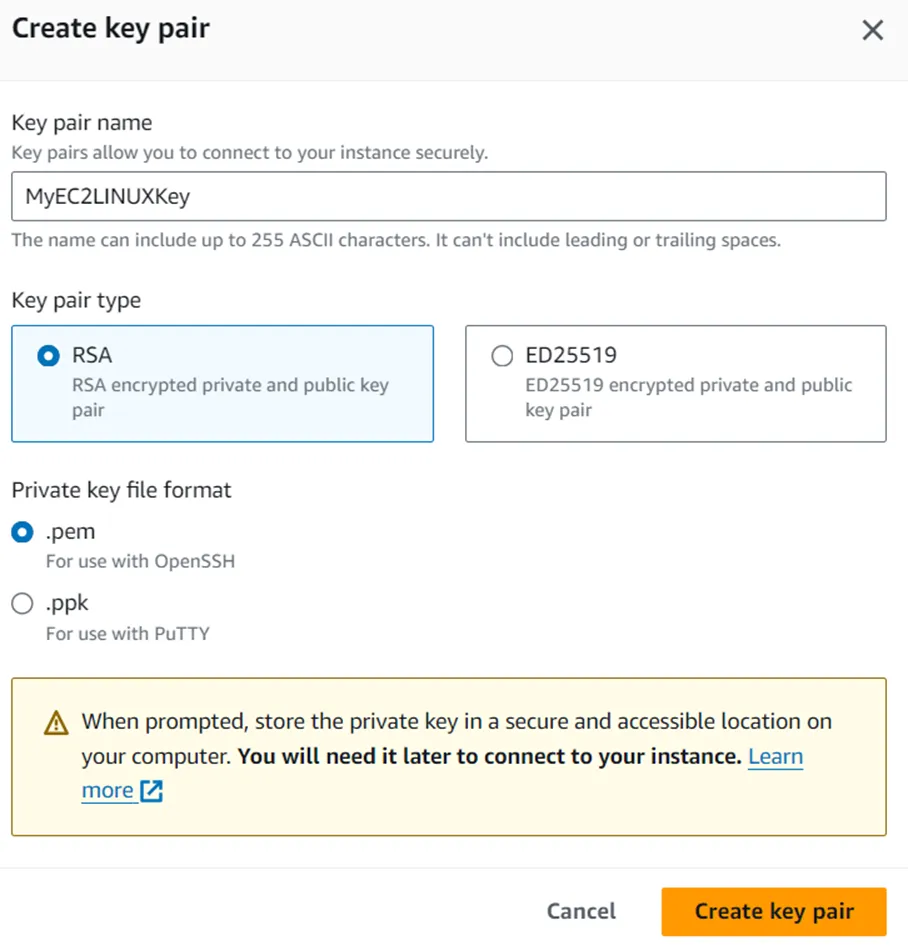 Create key pair
Key pair name
Key pairs allow you to connect to your instance securely.
MyEC2LINUXKey
The name can include up to 255 ASCII characters. It can't include leading or trailing spaces.
Key pair type
RSA
RSA encrypted private and public key
pair
ED25519
ED25519 encrypted private and public
key pair
Private key file format
.pem
For use with OpenSSH
.ppk
For use with PuTTY
When prompted, store the private key in a secure and accessible location on
your computer. You will need it later to connect to your instance. Learn
more
Cancel
Create key pair